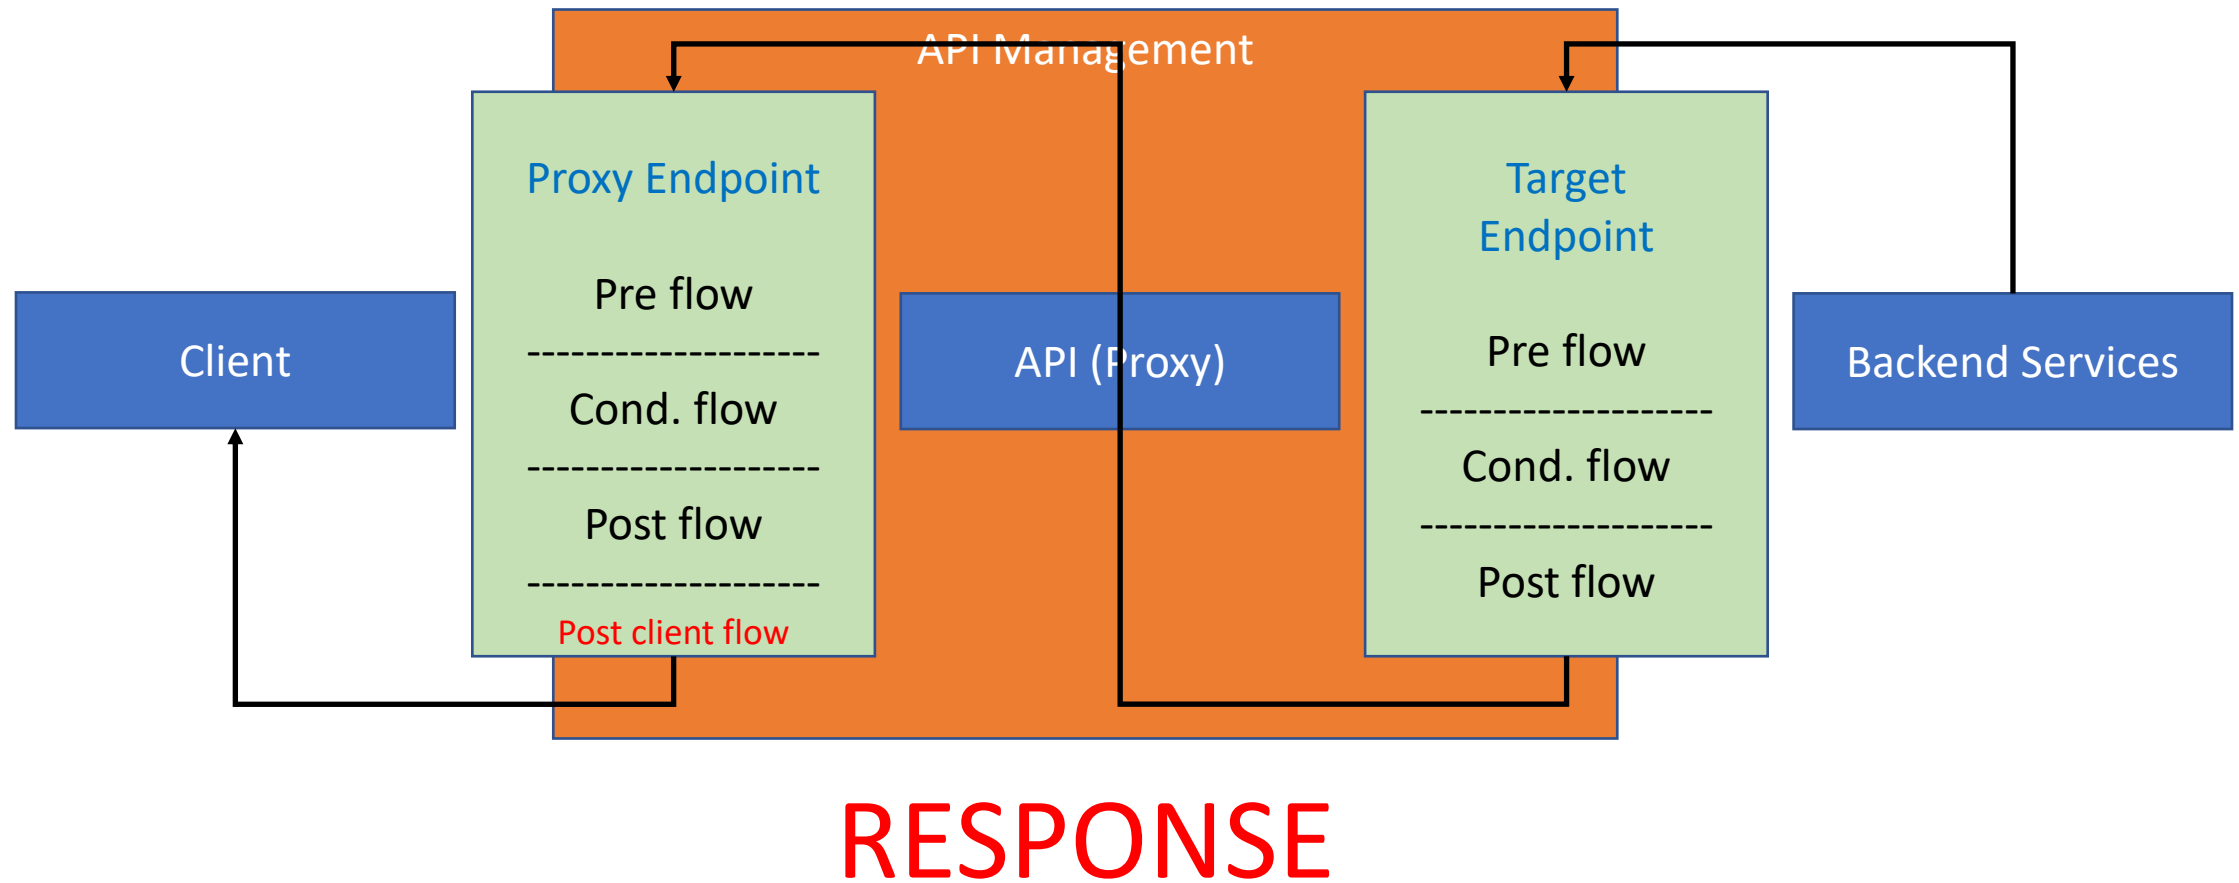 API Management
Client
Proxy Endpoint
Pre flow
--------------------
Cond. flow
--------------------
Post flow
--------------------
Post client flow
API (Proxy)
Target
Endpoint
Pre flow
--------------------
Cond. flow
--------------------
Post flow
Backend Services
RESPONSE